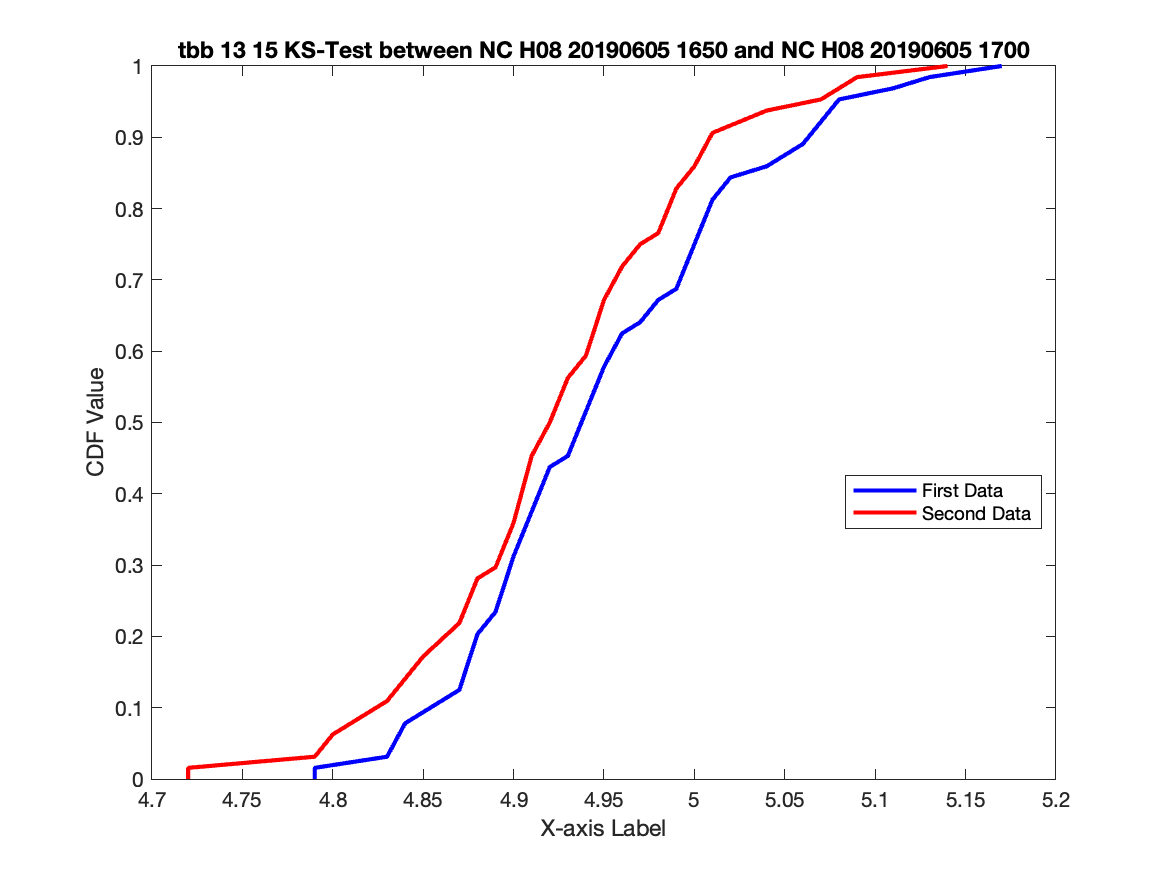 tbb 13 15 KS-Test between NC H08 20190605 1650 and NC H08 20190605 1700
1
0.9
0.8
0.7
0.6
0.5
0.4
0.3
0.2
0.1
0
CDF Value
First Data
Second Data
4.7 4.75 4.8 4.85 4.9 4.95 5 5.05 5.1 5.15 5.2
X-axis Label